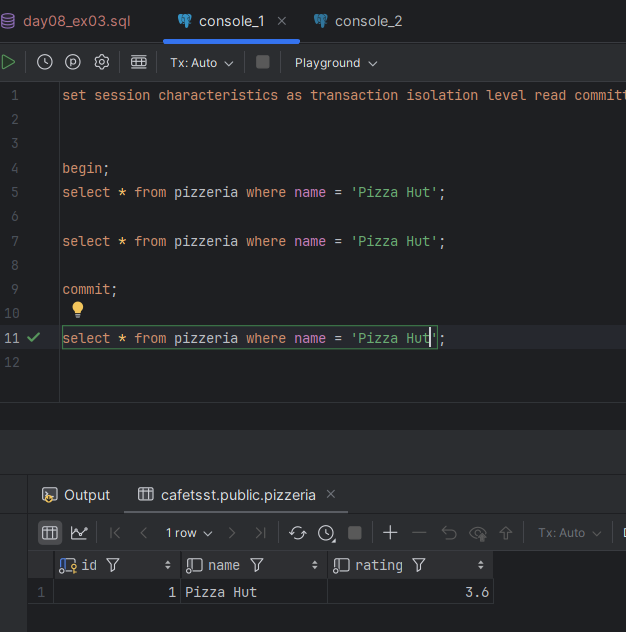 day08_ex03.sql console_1 console_2
Tx: Auto Playground
1 set session characteristics as transaction isolation level read committ
2
3
4 begin;
5 select * from pizzeria where name = 'Pizza Hut';
6
7 select * from pizzeria where name = 'Pizza Hut';
8
9 commit;
10
11 select * from pizzeria where name = 'Pizza Hut';
12
Output cafetsst.public.pizzeria
1 row Tx: Auto
id name rating
1 1 Pizza Hut 3.6